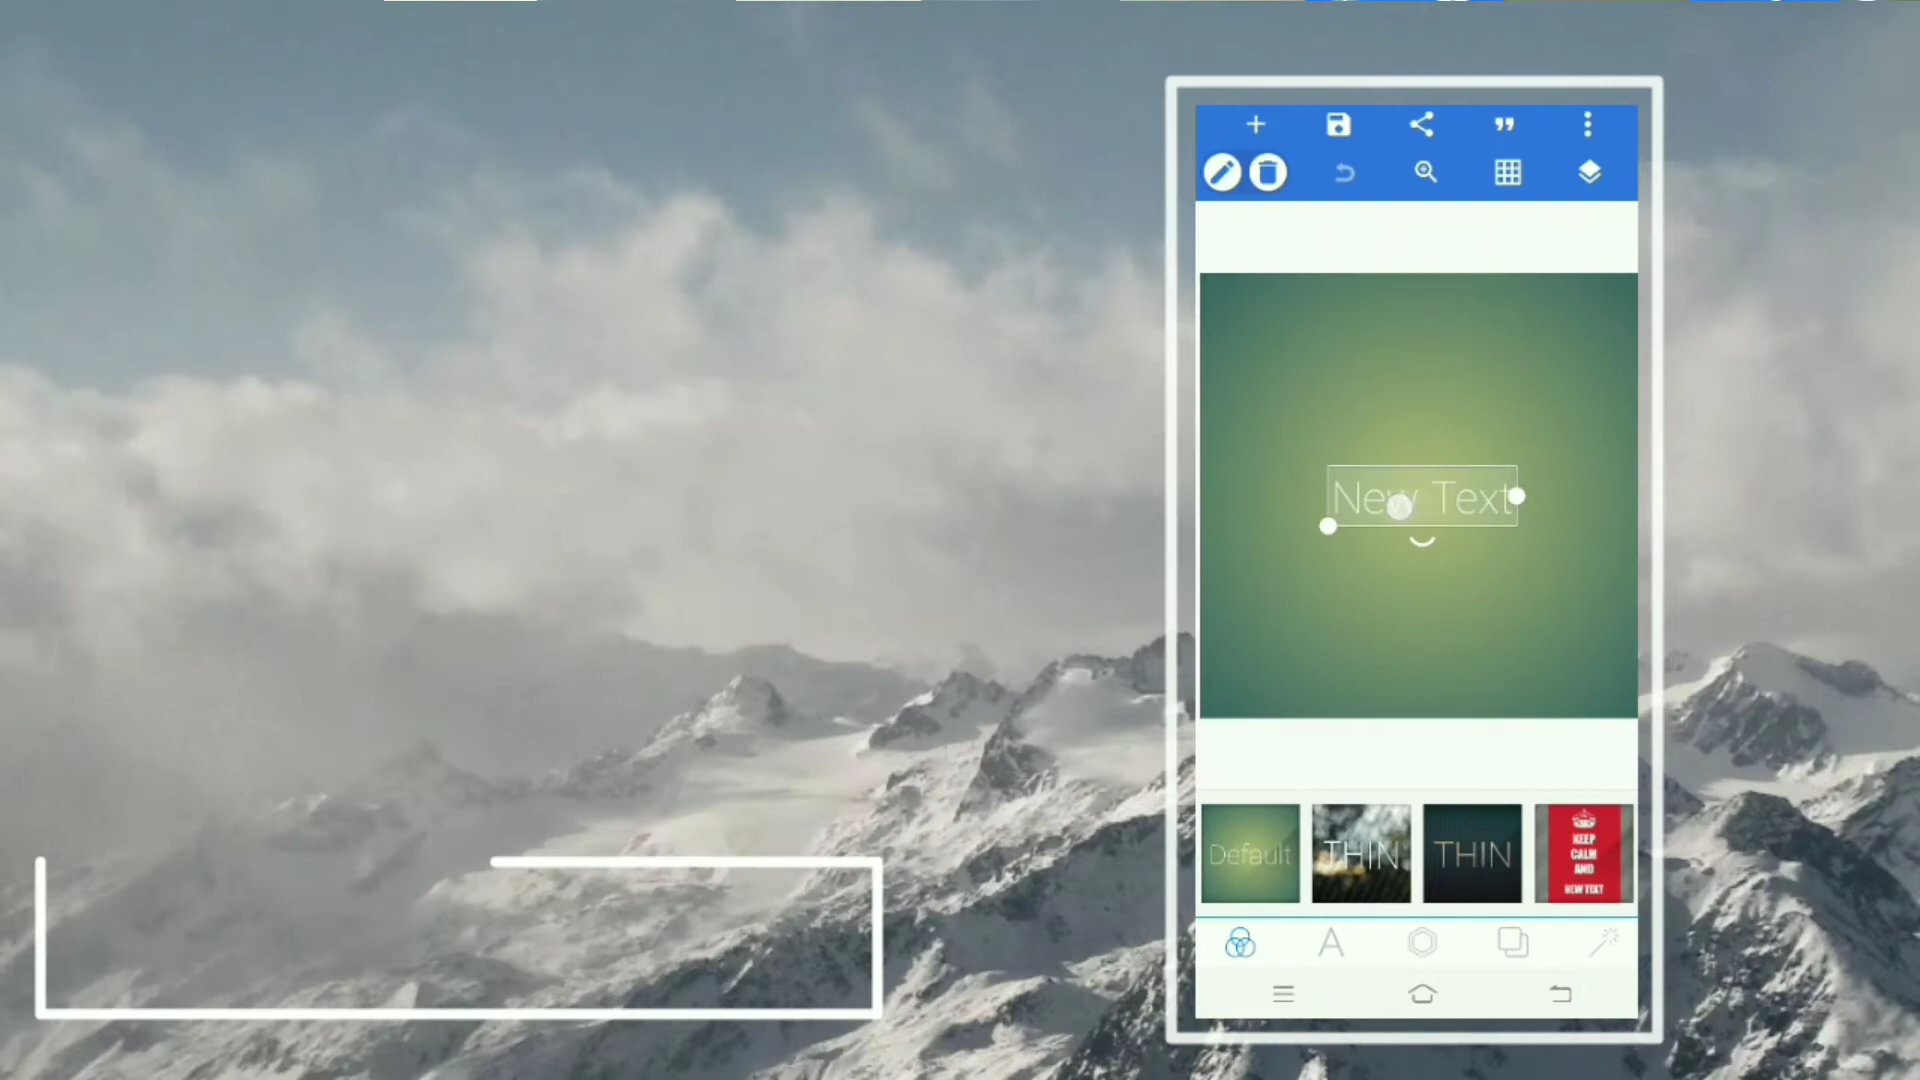 New Text
Default
THIN
THIN
KEEP
CALM
AND
NEW TEXT